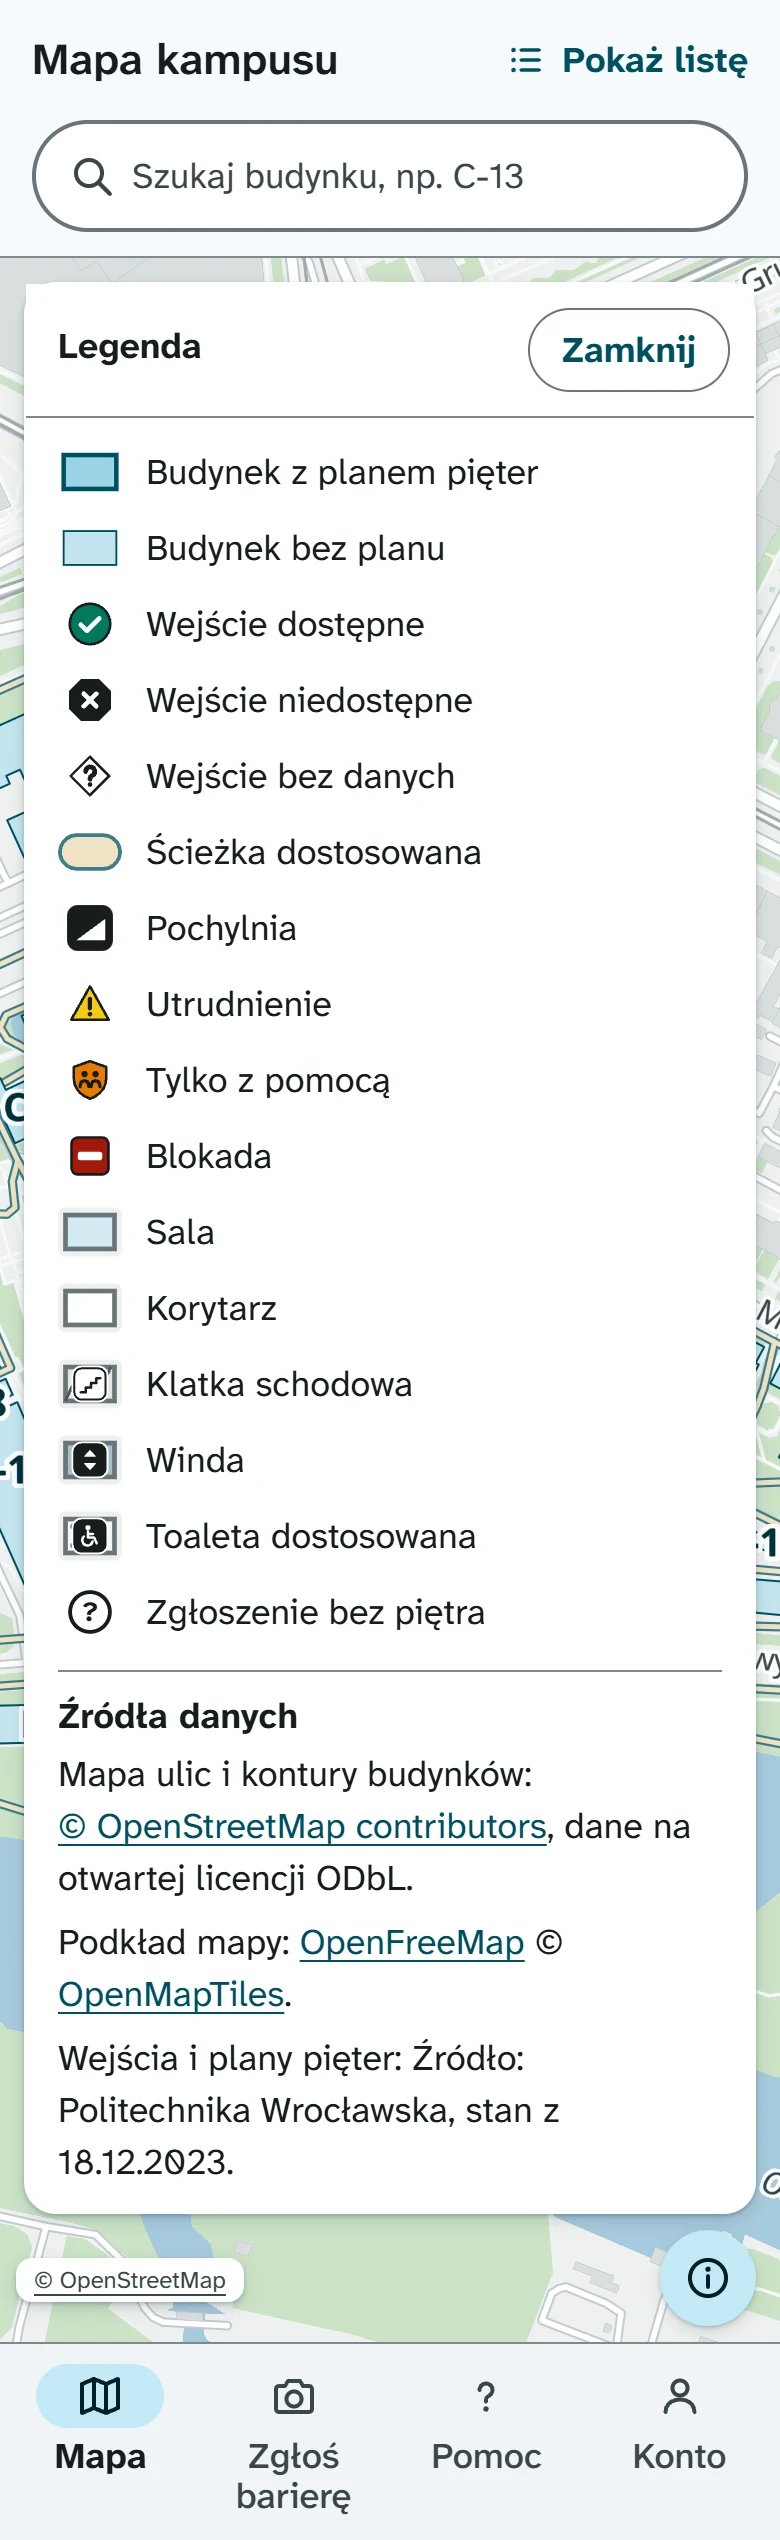 Mapa kampusu
Pokaż listę
Szukaj budynku, np. C-13
Legenda
Zamknij
Budynek z planem pięter
Budynek bez planu
Wejście dostępne
Wejście niedostępne
Wejście bez danych
Ścieżka dostosowana
Pochylnia
Utrudnienie
Tylko z pomocą
Blokada
Sala
Korytarz
Klatka schodowa
Winda
Toaleta dostosowana
Zgłoszenie bez piętra
Źródła danych
Mapa ulic i kontury budynków:
© OpenStreetMap contributors, dane na
otwartej licencji ODbL.
Podkład mapy: OpenFreeMap ©
OpenMapTiles.
Wejścia i plany pięter: Źródło:
Politechnika Wrocławska, stan z
18.12.2023.
© OpenStreetMap
Mapa
Zgłoś
barierę
Pomoc
Konto